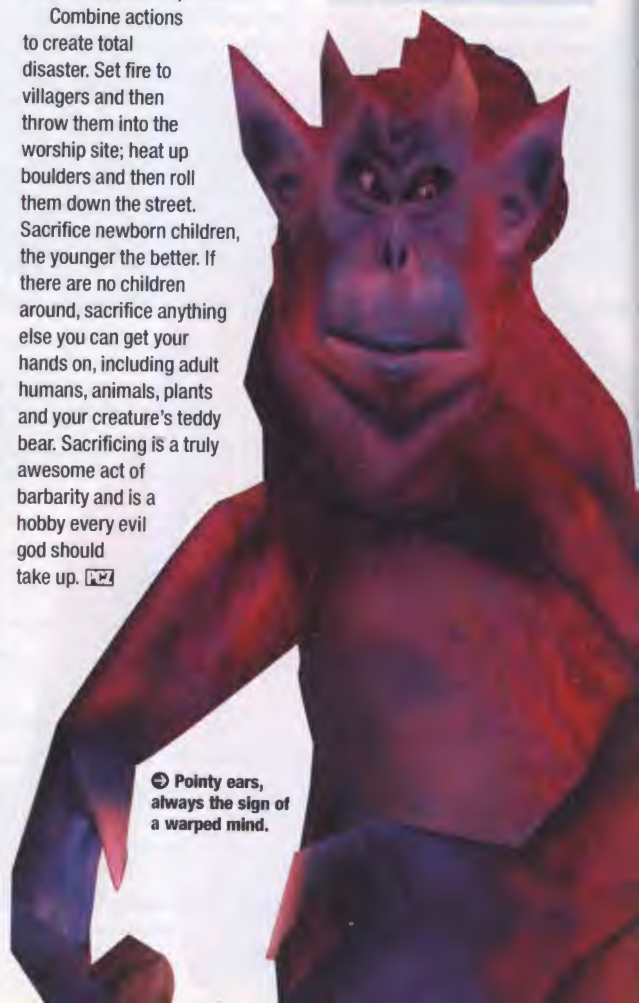 Combine actions
to create total
disaster. Set fire to
villagers and then
throw them into the
worship site; heat up
boulders and then roll
them down the street.
Sacrifice newborn children,
the younger the better. If
there are no children
around, sacrifice anything
else you can get your
hands on, including adult
humans, animals, plants
and your creature's teddy
bear. Sacrificing is a truly
awesome act of
barbarity and is a
hobby every evil
god should
take up. PCZ
Pointy ears,
always the sign of
a warped mind.